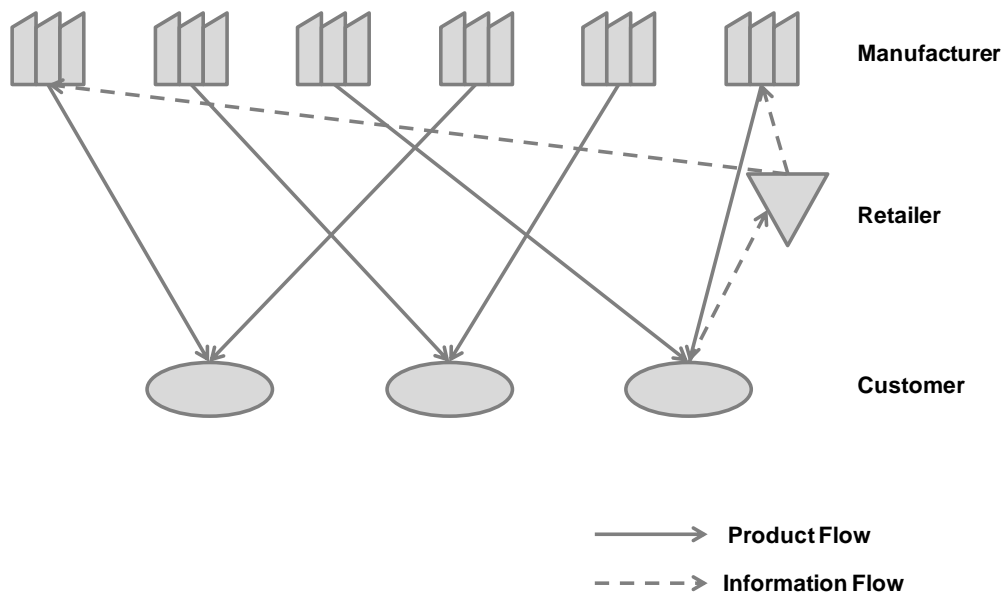 Manufacturer
Retailer
Customer
Product Flow
Information Flow